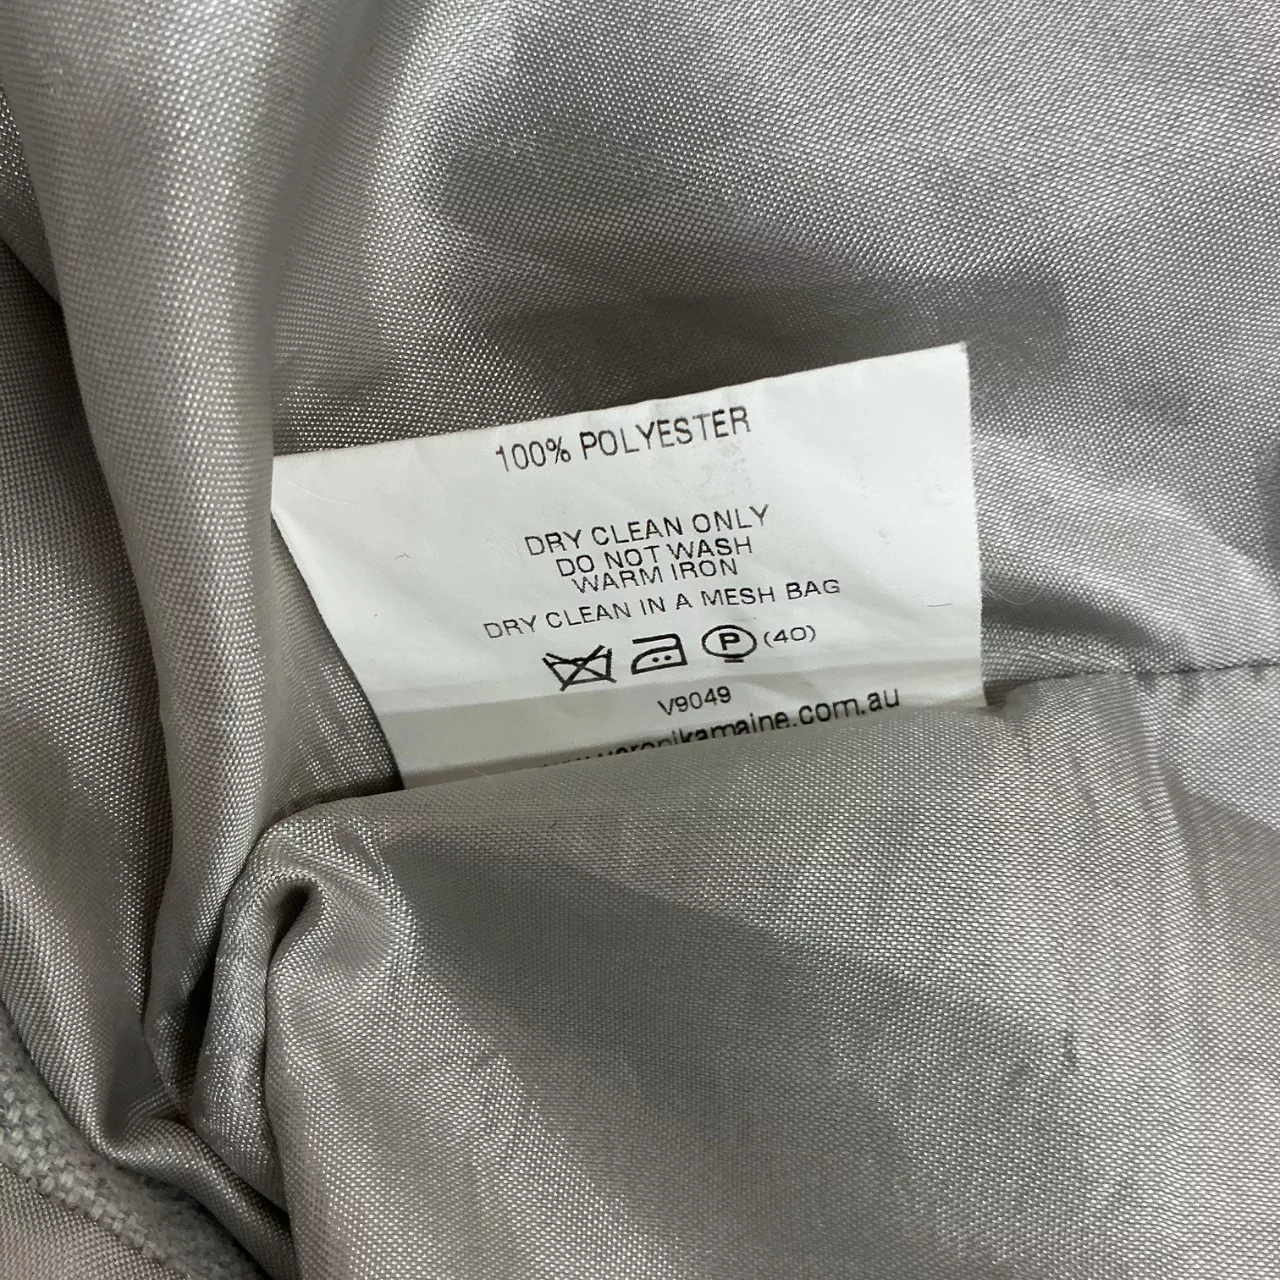 100% POLYESTER
DRY CLEAN ONLY
DO NOT WASH
WARM IRON
DRY CLEAN IN A MESH BAG
P (40)
V9049
veronikamaine.com.au